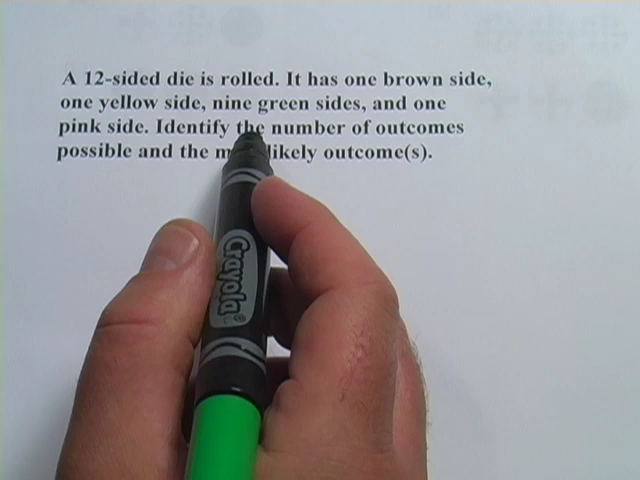 A 12-sided die is rolled. It has one brown side,
one yellow side, nine green sides, and one
pink side. Identify the number of outcomes
possible and the likely outcome(s).
Crayola